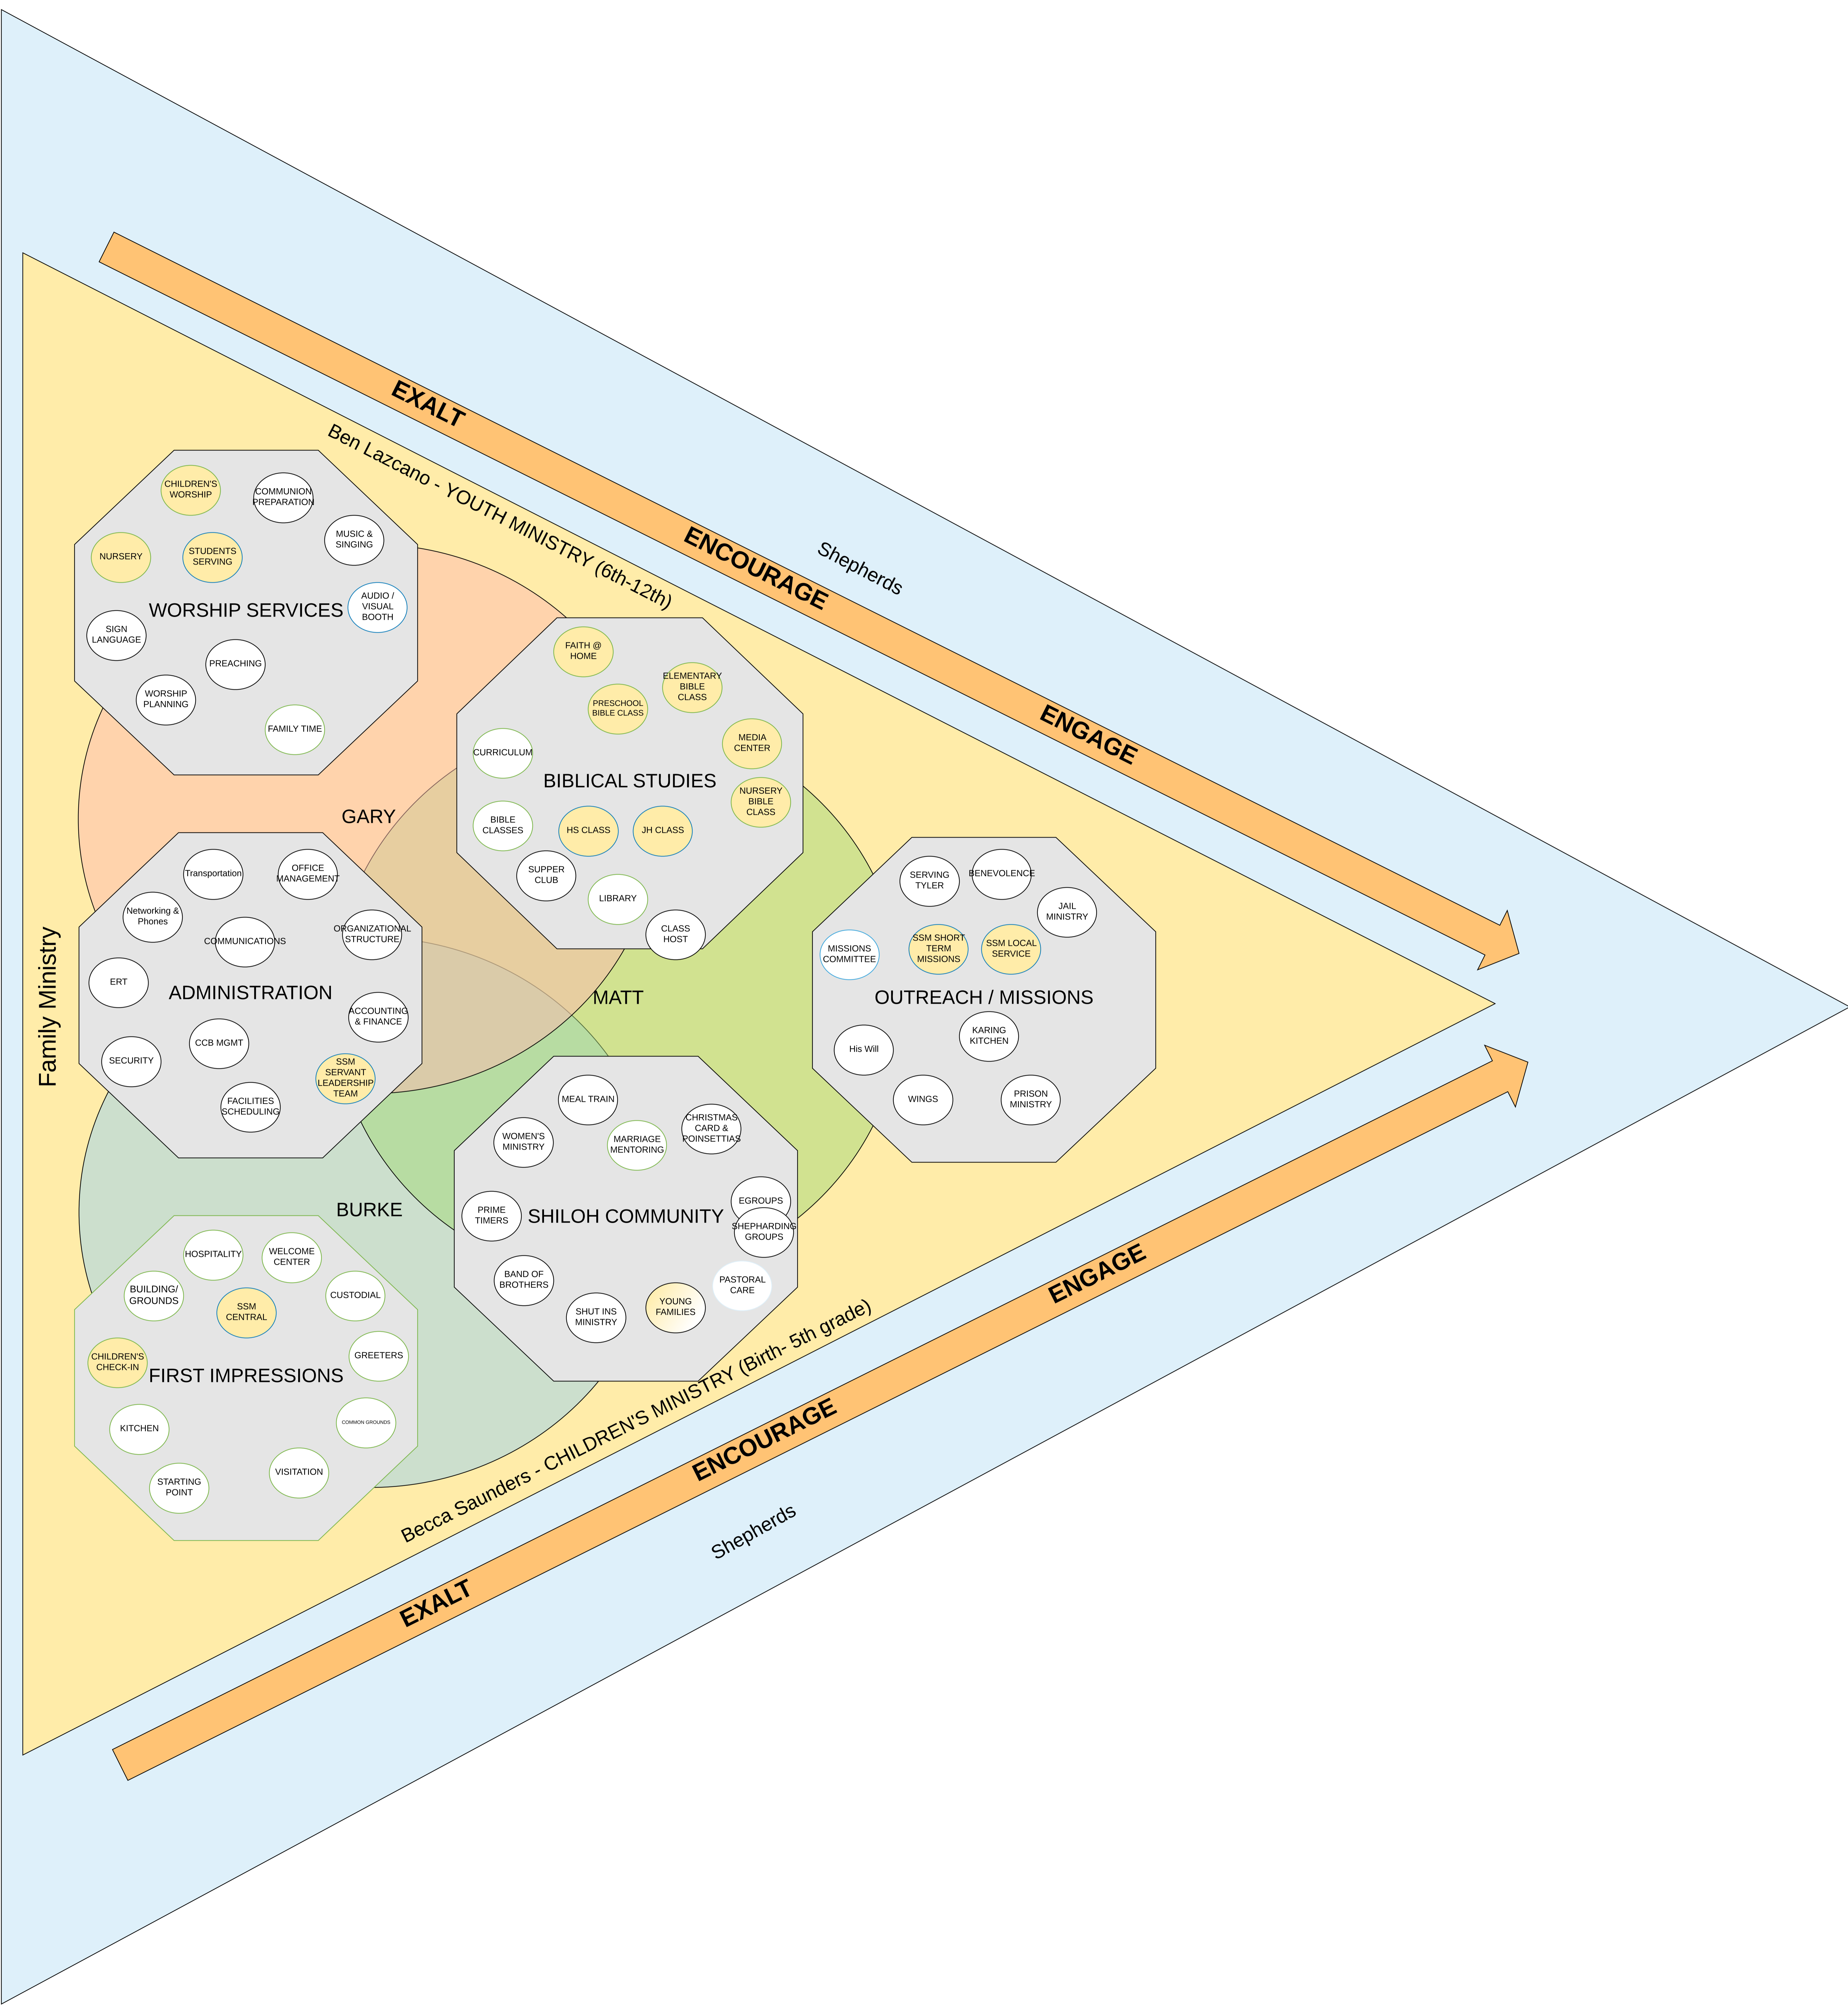 EXALT
ENCOURAGE
ENGAGE
Shepherds
Ben Lazcano - YOUTH MINISTRY (6th-12th)
Family Ministry
CHILDREN'S
WORSHIP
COMMUNION
PREPARATION
MUSIC &
SINGING
NURSERY
STUDENTS
SERVING
AUDIO /
VISUAL
BOOTH
WORSHIP SERVICES
SIGN
LANGUAGE
PREACHING
WORSHIP
PLANNING
FAMILY TIME
GARY
FAITH @
HOME
ELEMENTARY
BIBLE
CLASS
PRESCHOOL
BIBLE CLASS
MEDIA
CENTER
CURRICULUM
BIBLICAL STUDIES
NURSERY
BIBLE
CLASS
BIBLE
CLASSES
HS CLASS
JH CLASS
SUPPER
CLUB
LIBRARY
CLASS
HOST
Transportation
OFFICE
MANAGEMENT
Networking &
Phones
COMMUNICATIONS
ORGANIZATIONAL
STRUCTURE
ERT
ADMINISTRATION
ACCOUNTING
& FINANCE
CCB MGMT
SECURITY
SSM
SERVANT
LEADERSHIP
TEAM
FACILITIES
SCHEDULING
MATT
SERVING
TYLER
BENEVOLENCE
JAIL
MINISTRY
MISSIONS
COMMITTEE
SSM SHORT
TERM
MISSIONS
SSM LOCAL
SERVICE
OUTREACH / MISSIONS
KARING
KITCHEN
His Will
WINGS
PRISON
MINISTRY
MEAL TRAIN
WOMEN'S
MINISTRY
MARRIAGE
MENTORING
CHRISTMAS
CARD &
POINSETTIAS
PRIME
TIMERS
SHILOH COMMUNITY
EGROUPS
SHEPHARDING
GROUPS
BAND OF
BROTHERS
PASTORAL
CARE
SHUT INS
MINISTRY
YOUNG
FAMILIES
BURKE
HOSPITALITY
WELCOME
CENTER
BUILDING/
GROUNDS
SSM
CENTRAL
CUSTODIAL
CHILDREN'S
CHECK-IN
FIRST IMPRESSIONS
GREETERS
KITCHEN
COMMON GROUNDS
STARTING
POINT
VISITATION
Becca Saunders - CHILDREN'S MINISTRY (Birth- 5th grade)
EXALT
ENCOURAGE
ENGAGE
Shepherds